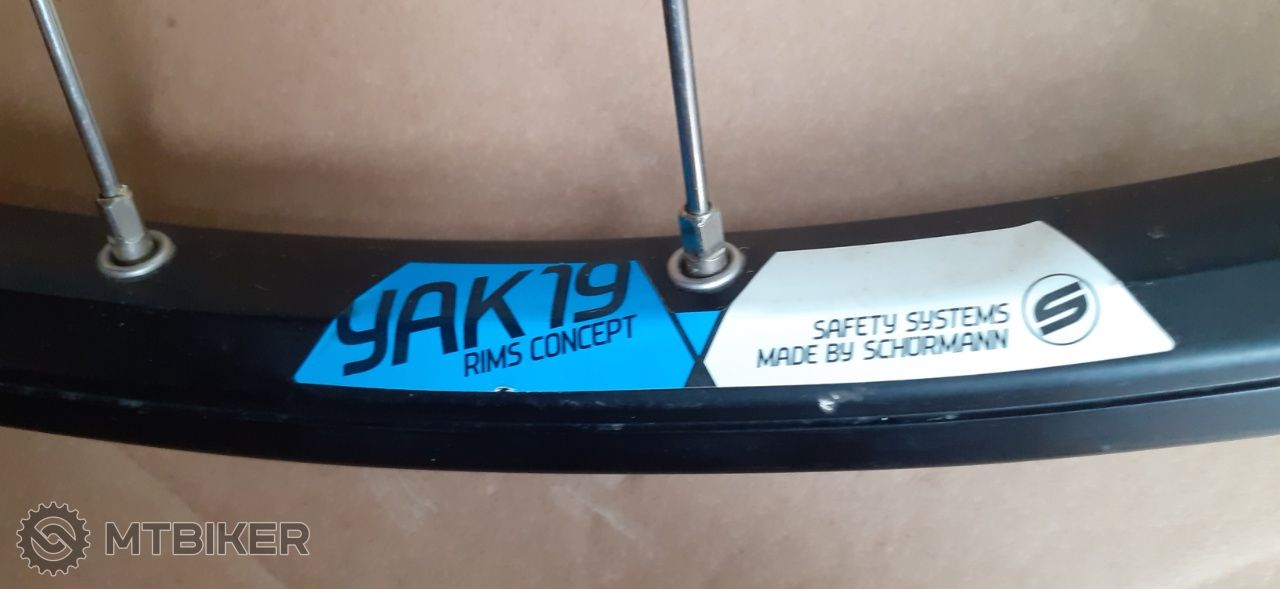 YAK19
RIMS CONCEPT
SAFETY SYSTEMS
MADE BY SCHÜRMANN
MTBIKER